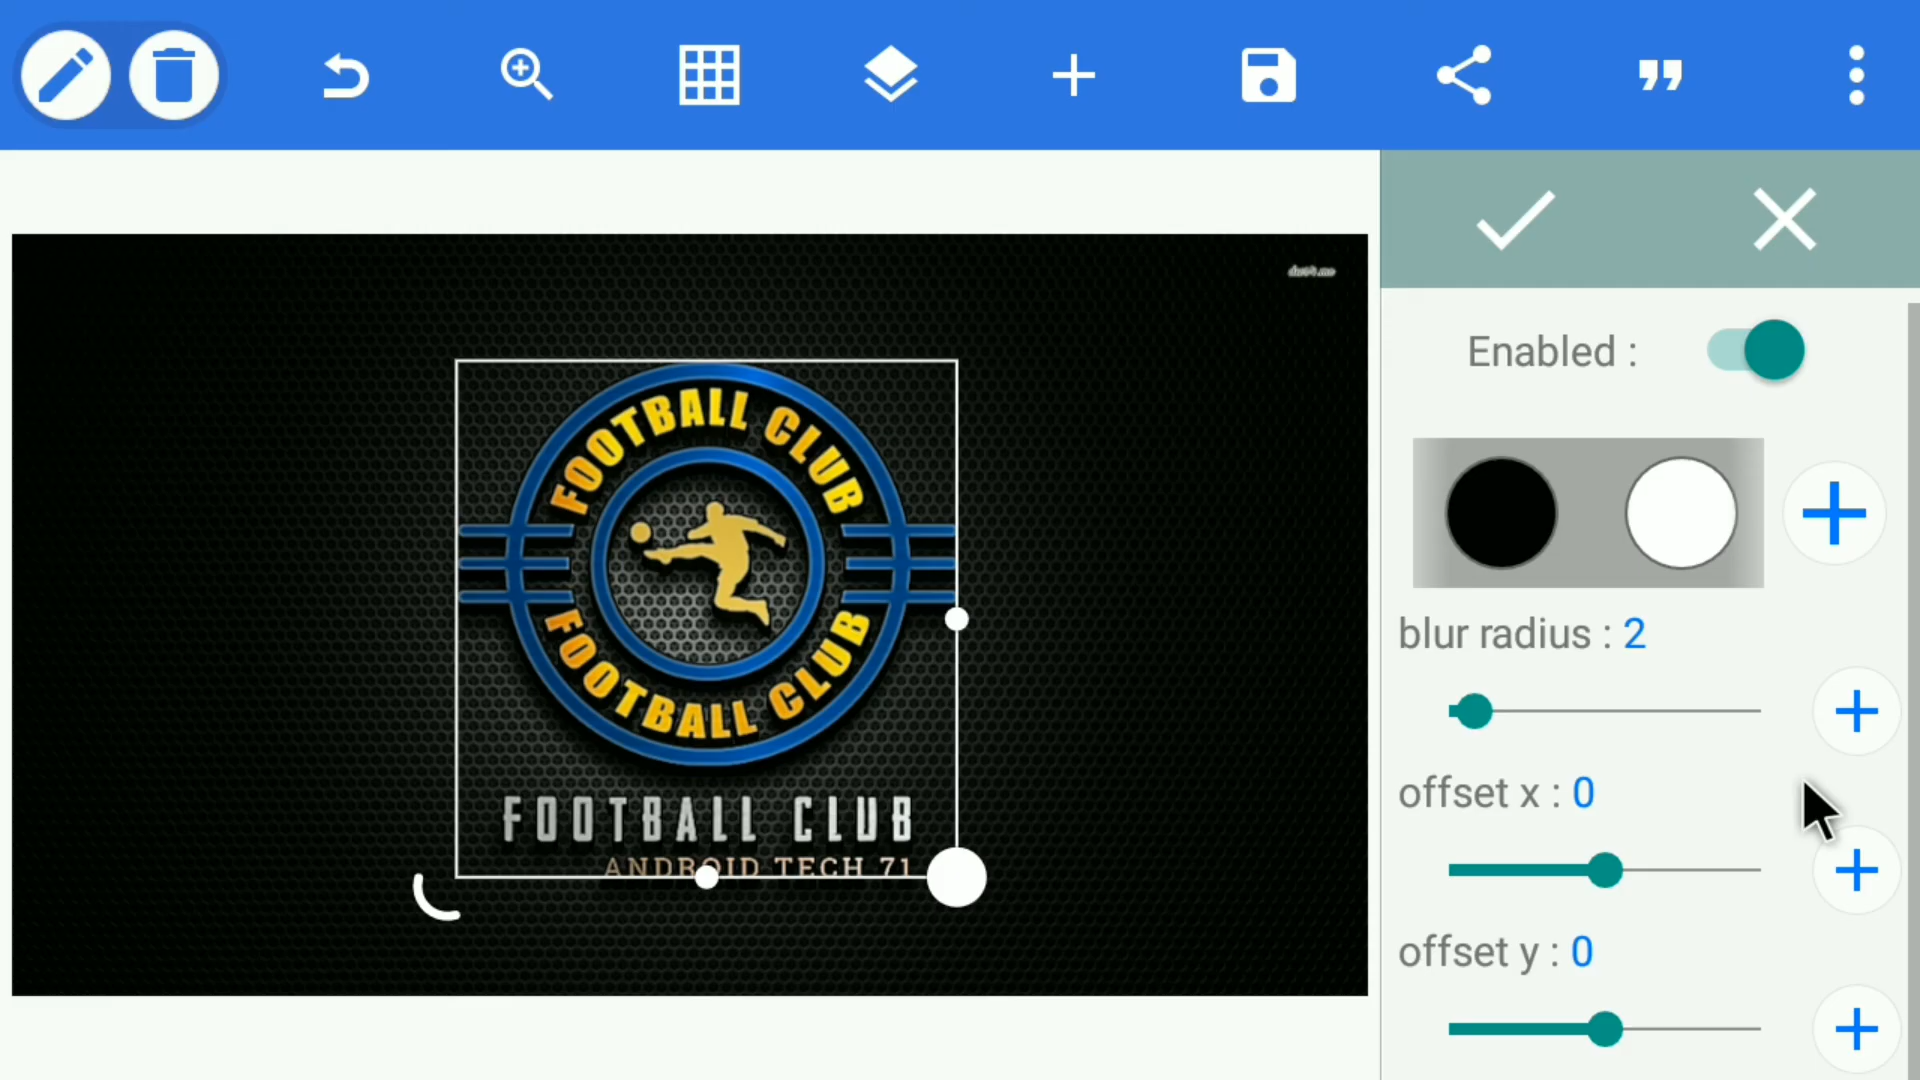 Enabled :
FOOTBALL CLUB
FOOTBALL CLUB
FOOTBALL CLUB
ANDROID TECH 71
blur radius : 2
offset x : 0
offset y : 0